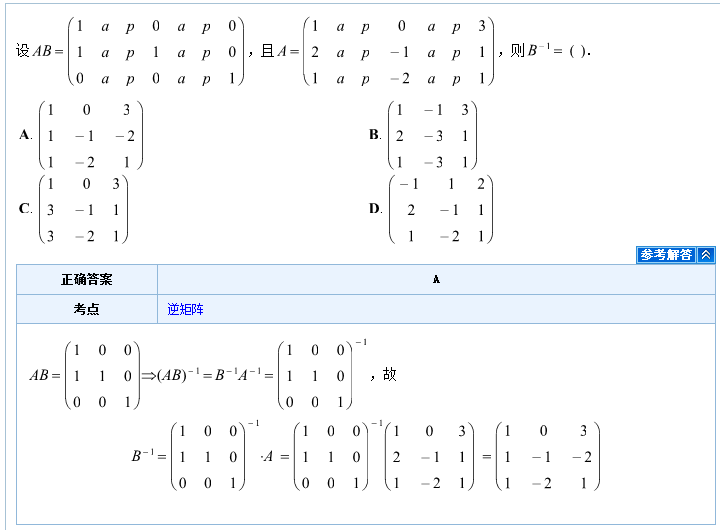 设 AB = (1 a p 0 a p 0; 1 a p 1 a p 0; 0 a p 0 a p 1) ，且 A = (1 a p 0 a p 3; 2 a p −1 a p 1; 1 a p −2 a p 1) ，则 B⁻¹ = ( ).
A. (1 0 3; 1 −1 −2; 1 −2 1) B. (1 −1 3; 2 −3 1; 1 −3 1)
C. (1 0 3; 3 −1 1; 3 −2 1) D. (−1 1 2; 2 −1 1; 1 −2 1)
参考解答
正确答案 A
考点 逆矩阵
AB = (1 0 0; 1 1 0; 0 0 1) ⇒ (AB)⁻¹ = B⁻¹A⁻¹ = (1 0 0; 1 1 0; 0 0 1)⁻¹ ，故
B⁻¹ = (1 0 0; 1 1 0; 0 0 1)⁻¹ ·A = (1 0 0; 1 1 0; 0 0 1)⁻¹ (1 0 3; 2 −1 1; 1 −2 1) = (1 0 3; 1 −1 −2; 1 −2 1)